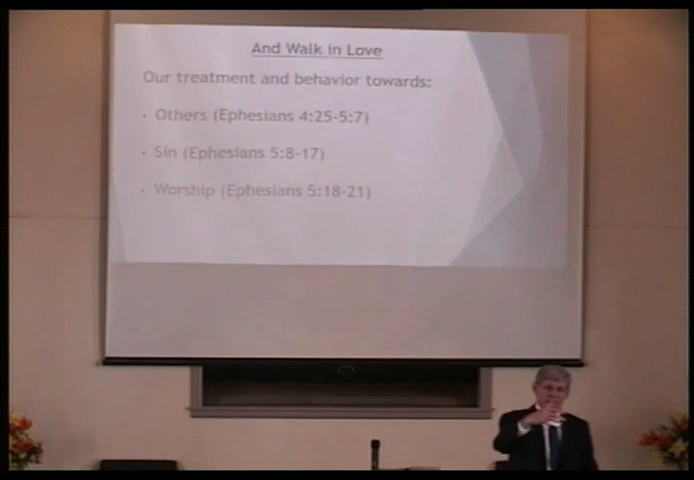 And Walk in Love
Our treatment and behavior towards:
- Others (Ephesians 4:25-5:7)
- Sin (Ephesians 5:8-17)
- Worship (Ephesians 5:18-21)